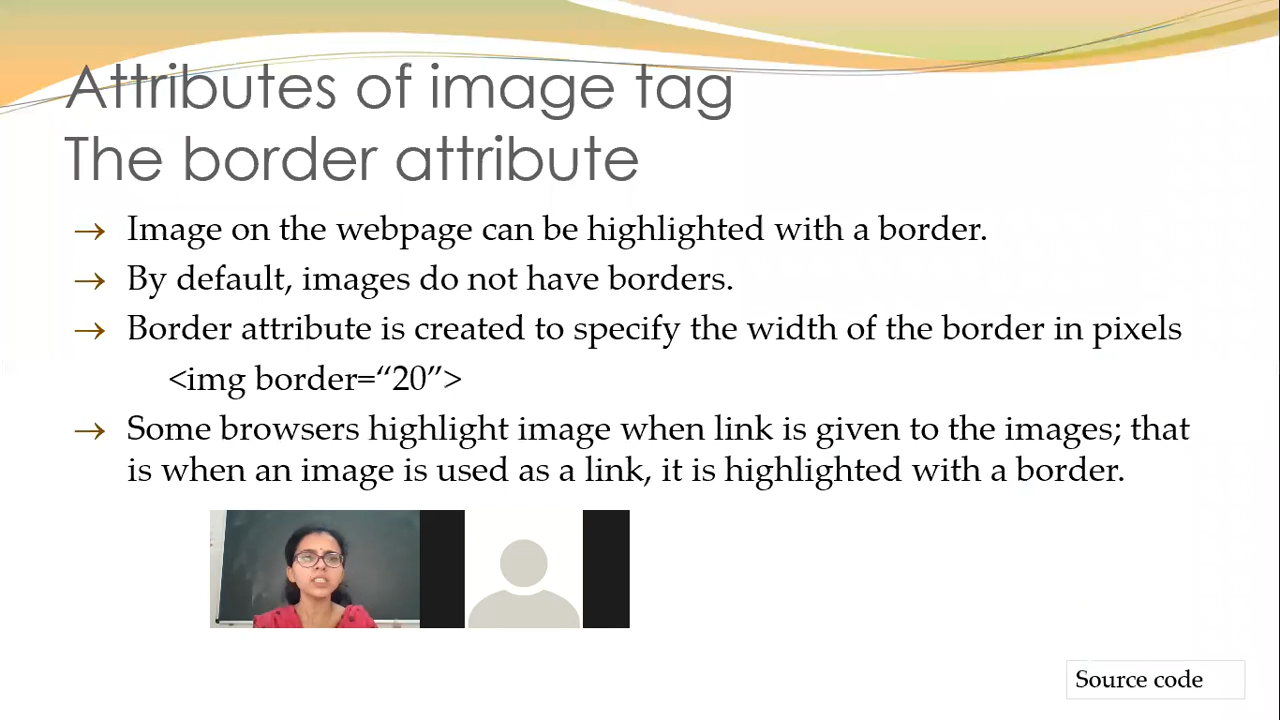 Attributes of image tag
The border attribute
→ Image on the webpage can be highlighted with a border.
→ By default, images do not have borders.
→ Border attribute is created to specify the width of the border in pixels
<img border=“20”>
→ Some browsers highlight image when link is given to the images; that
is when an image is used as a link, it is highlighted with a border.
Source code